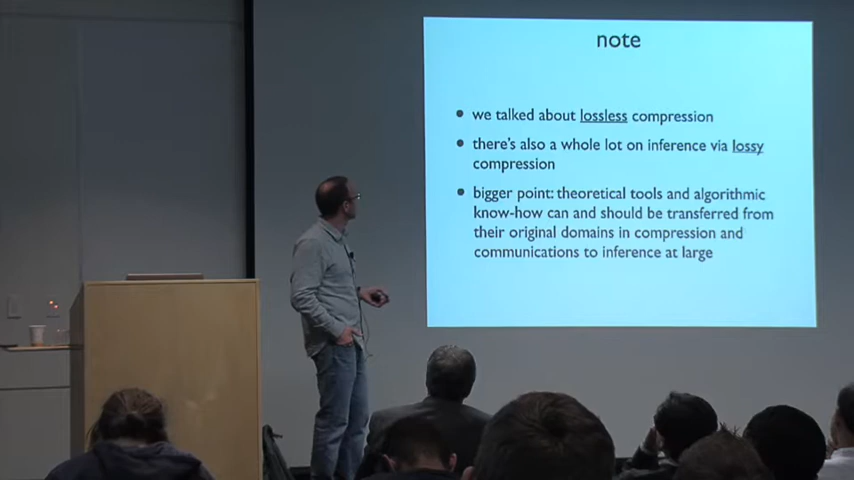 note
• we talked about lossless compression
• there's also a whole lot on inference via lossy
compression
• bigger point: theoretical tools and algorithmic
know-how can and should be transferred from
their original domains in compression and
communications to inference at large